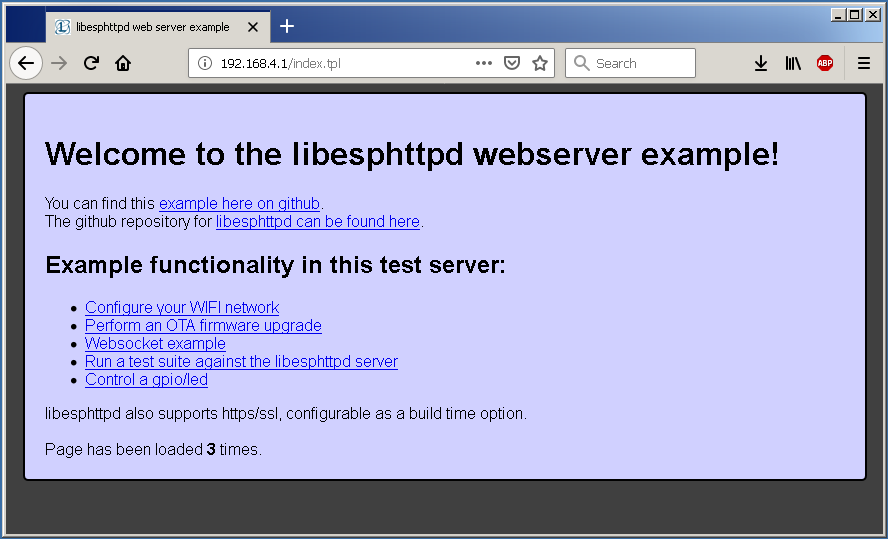 libesphttpd web server example
192.168.4.1/index.tpl
Search
ABP
Welcome to the libesphttpd webserver example!
You can find this example here on github.
The github repository for libesphttpd can be found here.
Example functionality in this test server:
Configure your WIFI network
Perform an OTA firmware upgrade
Websocket example
Run a test suite against the libesphttpd server
Control a gpio/led
libesphttpd also supports https/ssl, configurable as a build time option.
Page has been loaded 3 times.